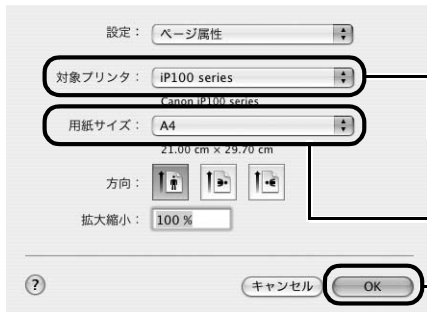 設定： ページ属性
対象プリンタ： iP100 series
Canon iP100 series
用紙サイズ： A4
21.00 cm × 29.70 cm
方向：
拡大縮小： 100 %
? キャンセル OK